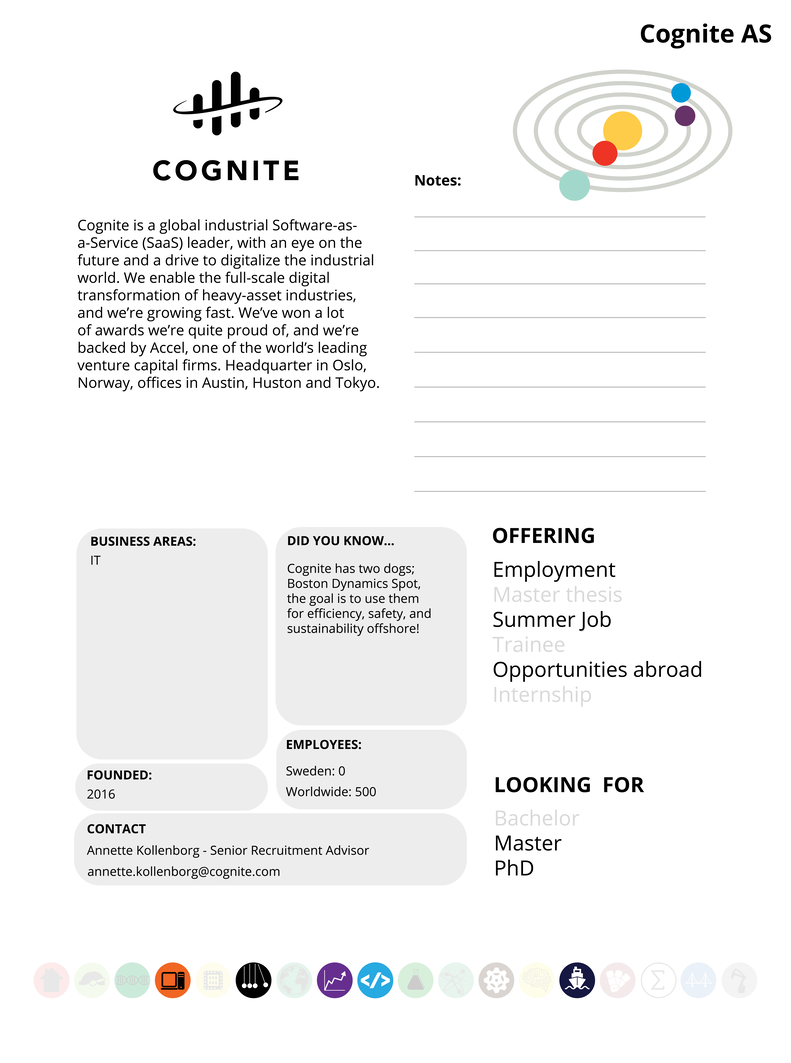 Cognite AS
COGNITE
Notes:
Cognite is a global industrial Software-as-
a-Service (SaaS) leader, with an eye on the
future and a drive to digitalize the industrial
world. We enable the full-scale digital
transformation of heavy-asset industries,
and we're growing fast. We've won a lot
of awards we're quite proud of, and we're
backed by Accel, one of the world's leading
venture capital firms. Headquarter in Oslo,
Norway, offices in Austin, Huston and Tokyo.
BUSINESS AREAS:
IT
DID YOU KNOW...
Cognite has two dogs;
Boston Dynamics Spot,
the goal is to use them
for efficiency, safety, and
sustainability offshore!
EMPLOYEES:
Sweden: 0
Worldwide: 500
FOUNDED:
2016
CONTACT
Annette Kollenborg - Senior Recruitment Advisor
annette.kollenborg@cognite.com
OFFERING
Employment
Master thesis
Summer Job
Trainee
Opportunities abroad
Internship
LOOKING FOR
Bachelor
Master
PhD